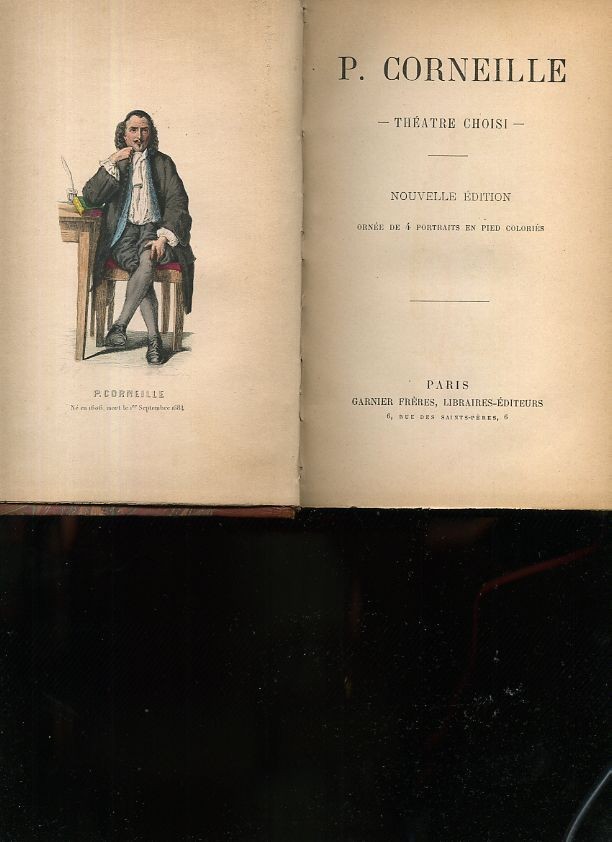 P. CORNEILLE
Né en 1606, mort le 1er Septembre 1684
P. CORNEILLE
— THÉATRE CHOISI —
NOUVELLE ÉDITION
ORNÉE DE 4 PORTRAITS EN PIED COLORIÉS
PARIS
GARNIER FRÈRES, LIBRAIRES-ÉDITEURS
6, RUE DES SAINTS-PÈRES, 6